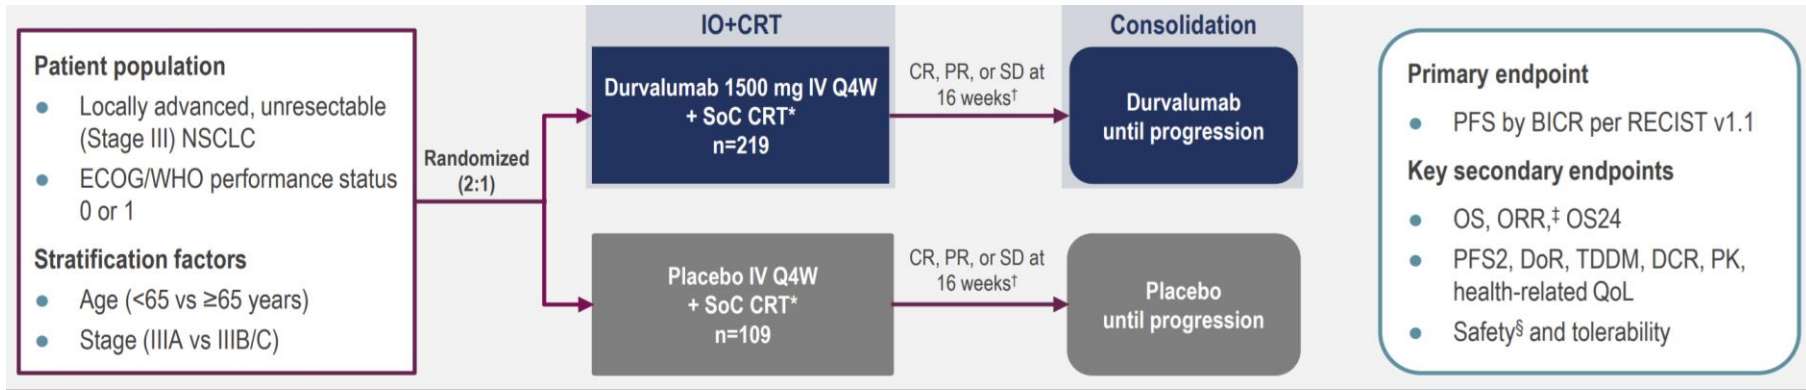 Patient population
Locally advanced, unresectable
(Stage III) NSCLC
ECOG/WHO performance status
0 or 1
Stratification factors
Age (<65 vs ≥65 years)
Stage (IIIA vs IIIB/C)
Randomized
(2:1)
IO+CRT
Durvalumab 1500 mg IV Q4W
+ SoC CRT*
n=219
CR, PR, or SD at
16 weeks†
Consolidation
Durvalumab
until progression
Placebo IV Q4W
+ SoC CRT*
n=109
CR, PR, or SD at
16 weeks†
Placebo
until progression
Primary endpoint
PFS by BICR per RECIST v1.1
Key secondary endpoints
OS, ORR,‡ OS24
PFS2, DoR, TDDM, DCR, PK,
health-related QoL
Safety§ and tolerability